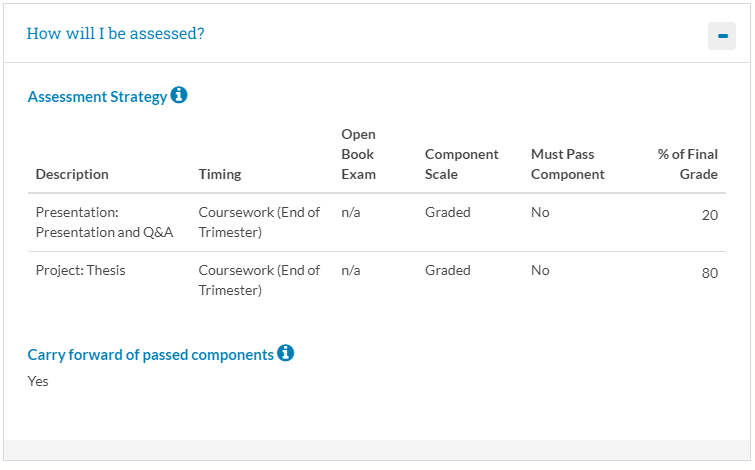 How will I be assessed?
Assessment Strategy
Description Timing Open Book Exam Component Scale Must Pass Component % of Final Grade
Presentation: Presentation and Q&A Coursework (End of Trimester) n/a Graded No 20
Project: Thesis Coursework (End of Trimester) n/a Graded No 80
Carry forward of passed components
Yes